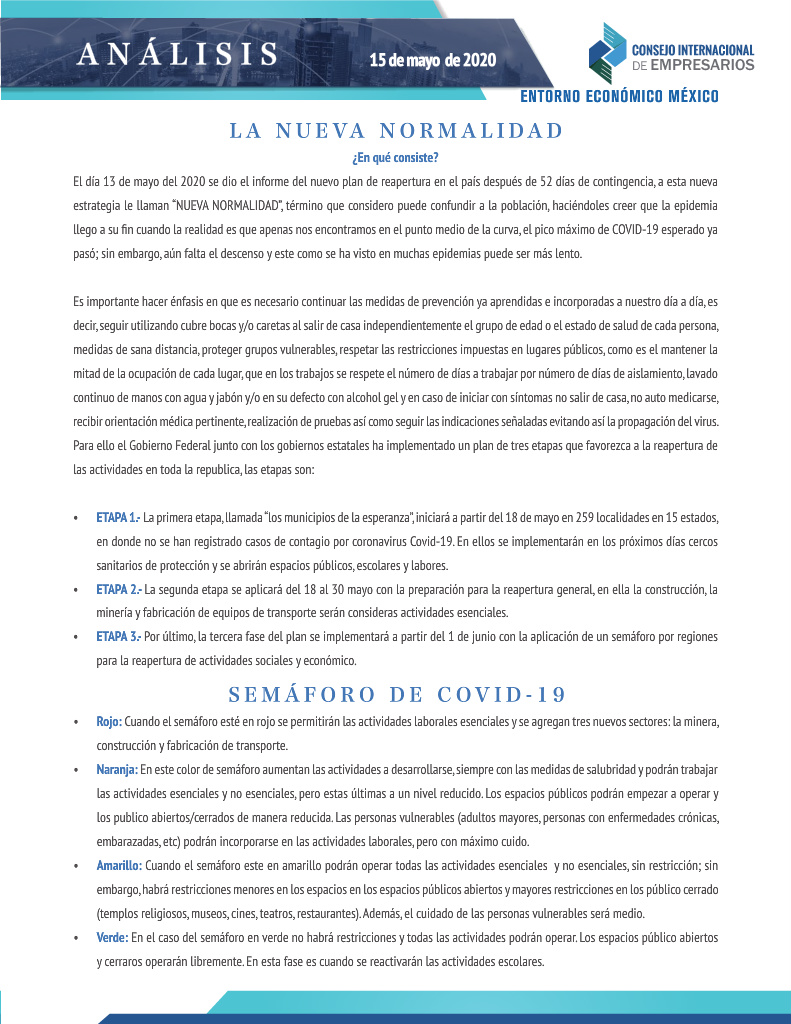 ANÁLISIS
15 de mayo de 2020
CONSEJO INTERNACIONAL
DE EMPRESARIOS
ENTORNO ECONÓMICO MÉXICO
LA NUEVA NORMALIDAD
¿En qué consiste?
El día 13 de mayo del 2020 se dio el informe del nuevo plan de reapertura en el país después de 52 días de contingencia, a esta nueva
estrategia le llaman “NUEVA NORMALIDAD”, término que considero puede confundir a la población, haciéndoles creer que la epidemia
llego a su fin cuando la realidad es que apenas nos encontramos en el punto medio de la curva, el pico máximo de COVID-19 esperado ya
pasó; sin embargo, aún falta el descenso y este como se ha visto en muchas epidemias puede ser más lento.
Es importante hacer énfasis en que es necesario continuar las medidas de prevención ya aprendidas e incorporadas a nuestro día a día, es
decir, seguir utilizando cubre bocas y/o caretas al salir de casa independientemente el grupo de edad o el estado de salud de cada persona,
medidas de sana distancia, proteger grupos vulnerables, respetar las restricciones impuestas en lugares públicos, como es el mantener la
mitad de la ocupación de cada lugar, que en los trabajos se respete el número de días a trabajar por número de días de aislamiento, lavado
continuo de manos con agua y jabón y/o en su defecto con alcohol gel y en caso de iniciar con síntomas no salir de casa, no auto medicarse,
recibir orientación médica pertinente, realización de pruebas así como seguir las indicaciones señaladas evitando así la propagación del virus.
Para ello el Gobierno Federal junto con los gobiernos estatales ha implementado un plan de tres etapas que favorezca a la reapertura de
las actividades en toda la republica, las etapas son:
• ETAPA 1.- La primera etapa, llamada “los municipios de la esperanza”, iniciará a partir del 18 de mayo en 259 localidades en 15 estados,
en donde no se han registrado casos de contagio por coronavirus Covid-19. En ellos se implementarán en los próximos días cercos
sanitarios de protección y se abrirán espacios públicos, escolares y labores.
• ETAPA 2.- La segunda etapa se aplicará del 18 al 30 mayo con la preparación para la reapertura general, en ella la construcción, la
minería y fabricación de equipos de transporte serán consideras actividades esenciales.
• ETAPA 3.- Por último, la tercera fase del plan se implementará a partir del 1 de junio con la aplicación de un semáforo por regiones
para la reapertura de actividades sociales y económico.
SEMÁFORO DE COVID-19
• Rojo: Cuando el semáforo esté en rojo se permitirán las actividades laborales esenciales y se agregan tres nuevos sectores: la minera,
construcción y fabricación de transporte.
• Naranja: En este color de semáforo aumentan las actividades a desarrollarse, siempre con las medidas de salubridad y podrán trabajar
las actividades esenciales y no esenciales, pero estas últimas a un nivel reducido. Los espacios públicos podrán empezar a operar y
los publico abiertos/cerrados de manera reducida. Las personas vulnerables (adultos mayores, personas con enfermedades crónicas,
embarazadas, etc) podrán incorporarse en las actividades laborales, pero con máximo cuido.
• Amarillo: Cuando el semáforo este en amarillo podrán operar todas las actividades esenciales y no esenciales, sin restricción; sin
embargo, habrá restricciones menores en los espacios en los espacios públicos abiertos y mayores restricciones en los público cerrado
(templos religiosos, museos, cines, teatros, restaurantes). Además, el cuidado de las personas vulnerables será medio.
• Verde: En el caso del semáforo en verde no habrá restricciones y todas las actividades podrán operar. Los espacios público abiertos
y cerraros operarán libremente. En esta fase es cuando se reactivarán las actividades escolares.